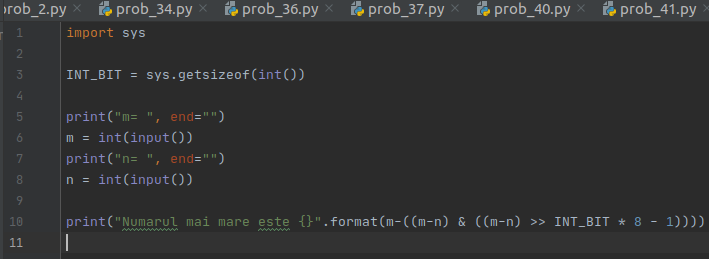 prob_2.py prob_34.py prob_36.py prob_37.py prob_40.py prob_41.py
1 import sys
2
3 INT_BIT = sys.getsizeof(int())
4
5 print("m= ", end="")
6 m = int(input())
7 print("n= ", end="")
8 n = int(input())
9
10 print("Numarul mai mare este {}".format(m-((m-n) & ((m-n) >> INT_BIT * 8 - 1))))
11